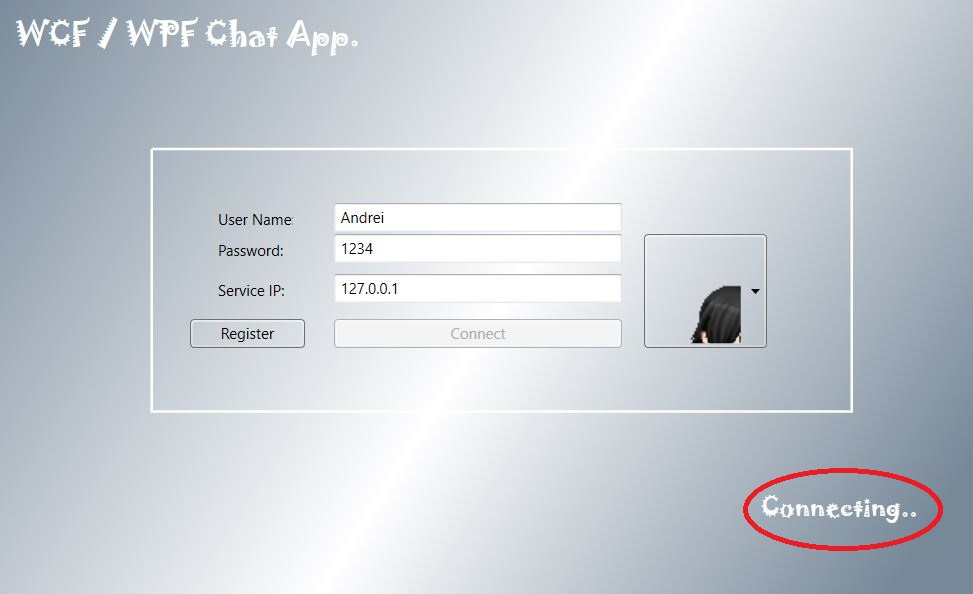 WCF / WPF Chat App.
User Name:
Andrei
Password:
1234
Service IP:
127.0.0.1
Register
Connect
Connecting..